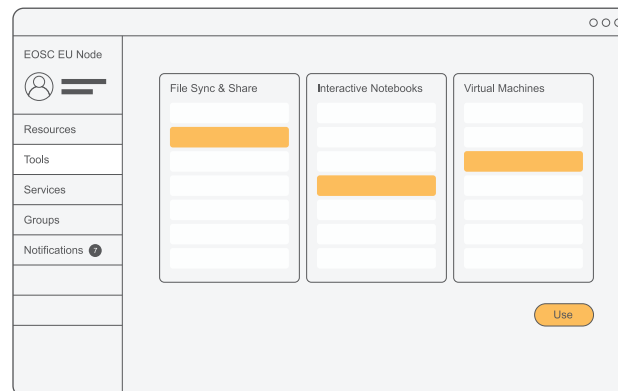 EOSC EU Node
Resources
Tools
Services
Groups
Notifications 7
File Sync & Share
Interactive Notebooks
Virtual Machines
Use